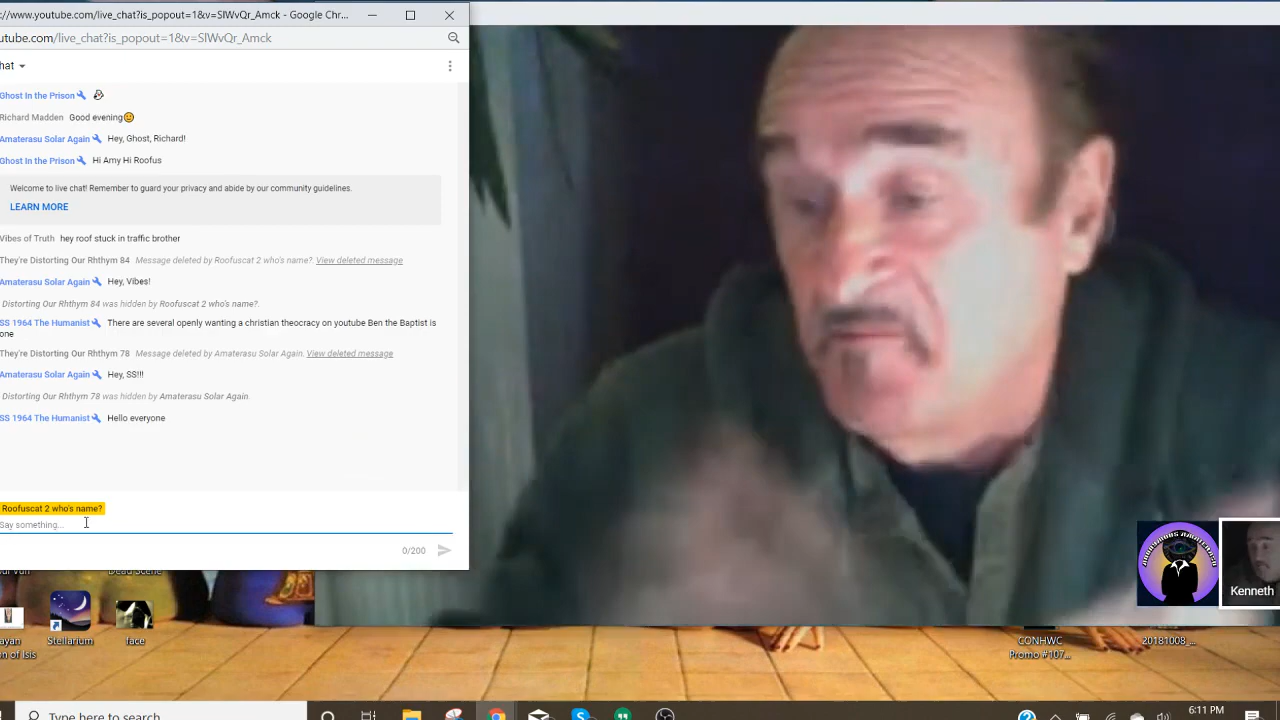 ://www.youtube.com/live_chat?is_popout=1&v=SIWvQr_Amck - Google Chr...
utube.com/live_chat?is_popout=1&v=SIWvQr_Amck
hat
Ghost In the Prison
Richard Madden Good evening
Amaterasu Solar Again Hey, Ghost, Richard!
Ghost In the Prison Hi Amy Hi Roofus
Welcome to live chat! Remember to guard your privacy and abide by our community guidelines.
LEARN MORE
Vibes of Truth hey roof stuck in traffic brother
They're Distorting Our Rhthym 84 Message deleted by Roofuscat 2 who's name?. View deleted message
Amaterasu Solar Again Hey, Vibes!
Distorting Our Rhthym 84 was hidden by Roofuscat 2 who's name?.
SS 1964 The Humanist There are several openly wanting a christian theocracy on youtube Ben the Baptist is
one
They're Distorting Our Rhthym 78 Message deleted by Amaterasu Solar Again. View deleted message
Amaterasu Solar Again Hey, SS!!!
Distorting Our Rhthym 78 was hidden by Amaterasu Solar Again.
SS 1964 The Humanist Hello everyone
Roofuscat 2 who's name?
Say something...
0/200
Kenneth
Dead Scene
ayan
on of Isis
Stellarium
face
CONHWC
Promo #107...
20181008_...
Type here to search
6:11 PM